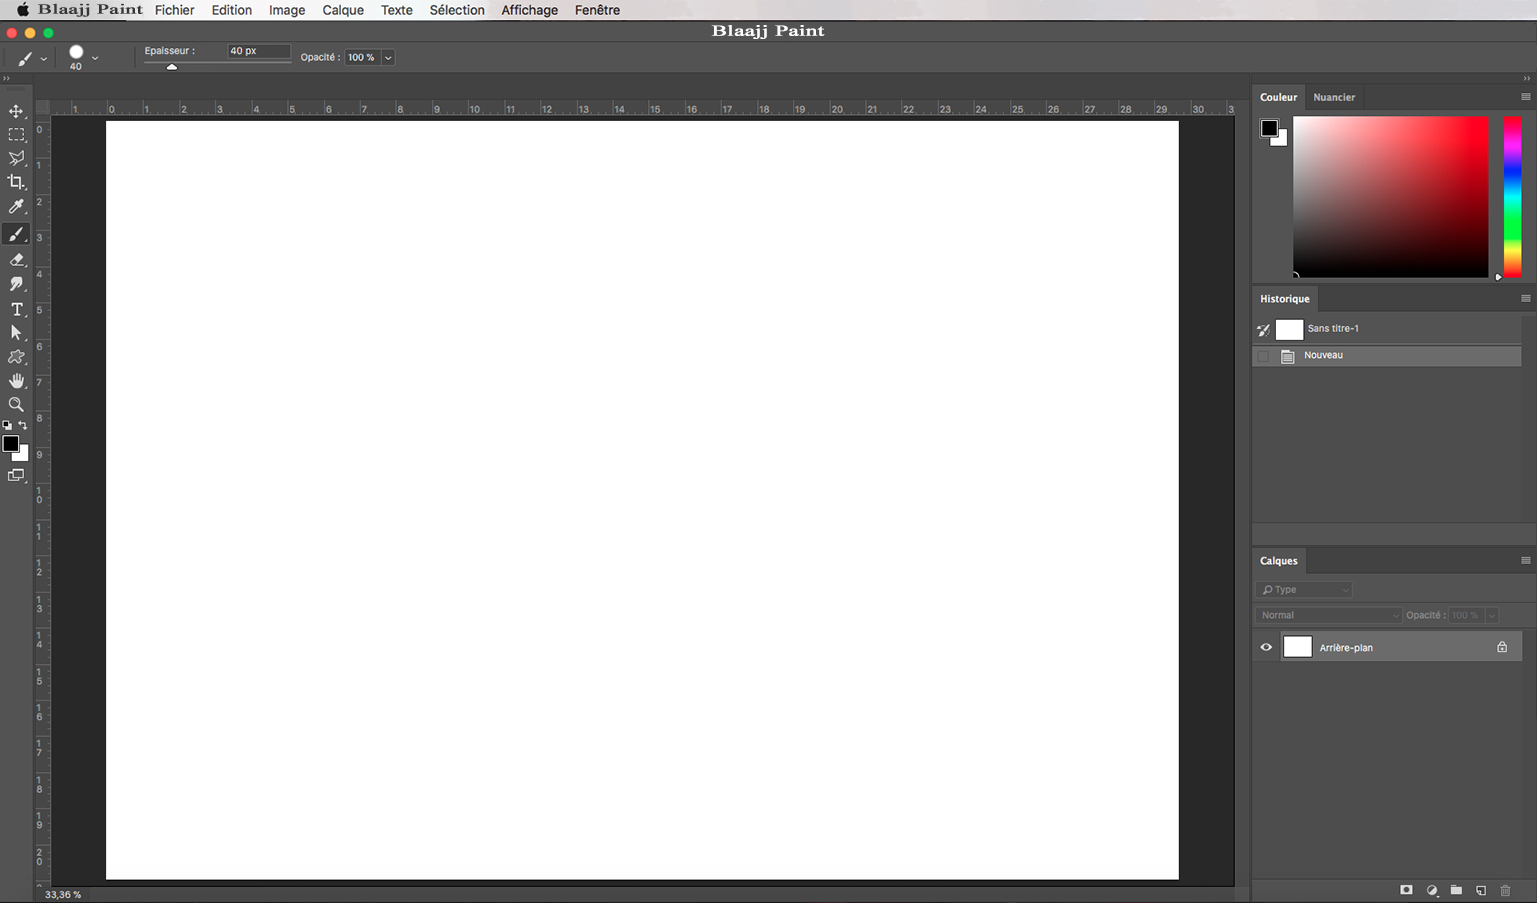 Blaajj Paint Fichier Edition Image Calque Texte Sélection Affichage Fenêtre
Blaajj Paint
40
Epaisseur : 40 px
Opacité : 100 %
1 0 1 2 3 4 5 6 7 8 9 10 11 12 13 14 15 16 17 18 19 20 21 22 23 24 25 26 27 28 29 30 3
0
1
2
3
4
5
6
7
8
9
10
11
12
13
14
15
16
17
18
19
20
33,36 %
Couleur Nuancier
Historique
Sans titre-1
Nouveau
Calques
Type
Normal Opacité : 100 %
Arrière-plan